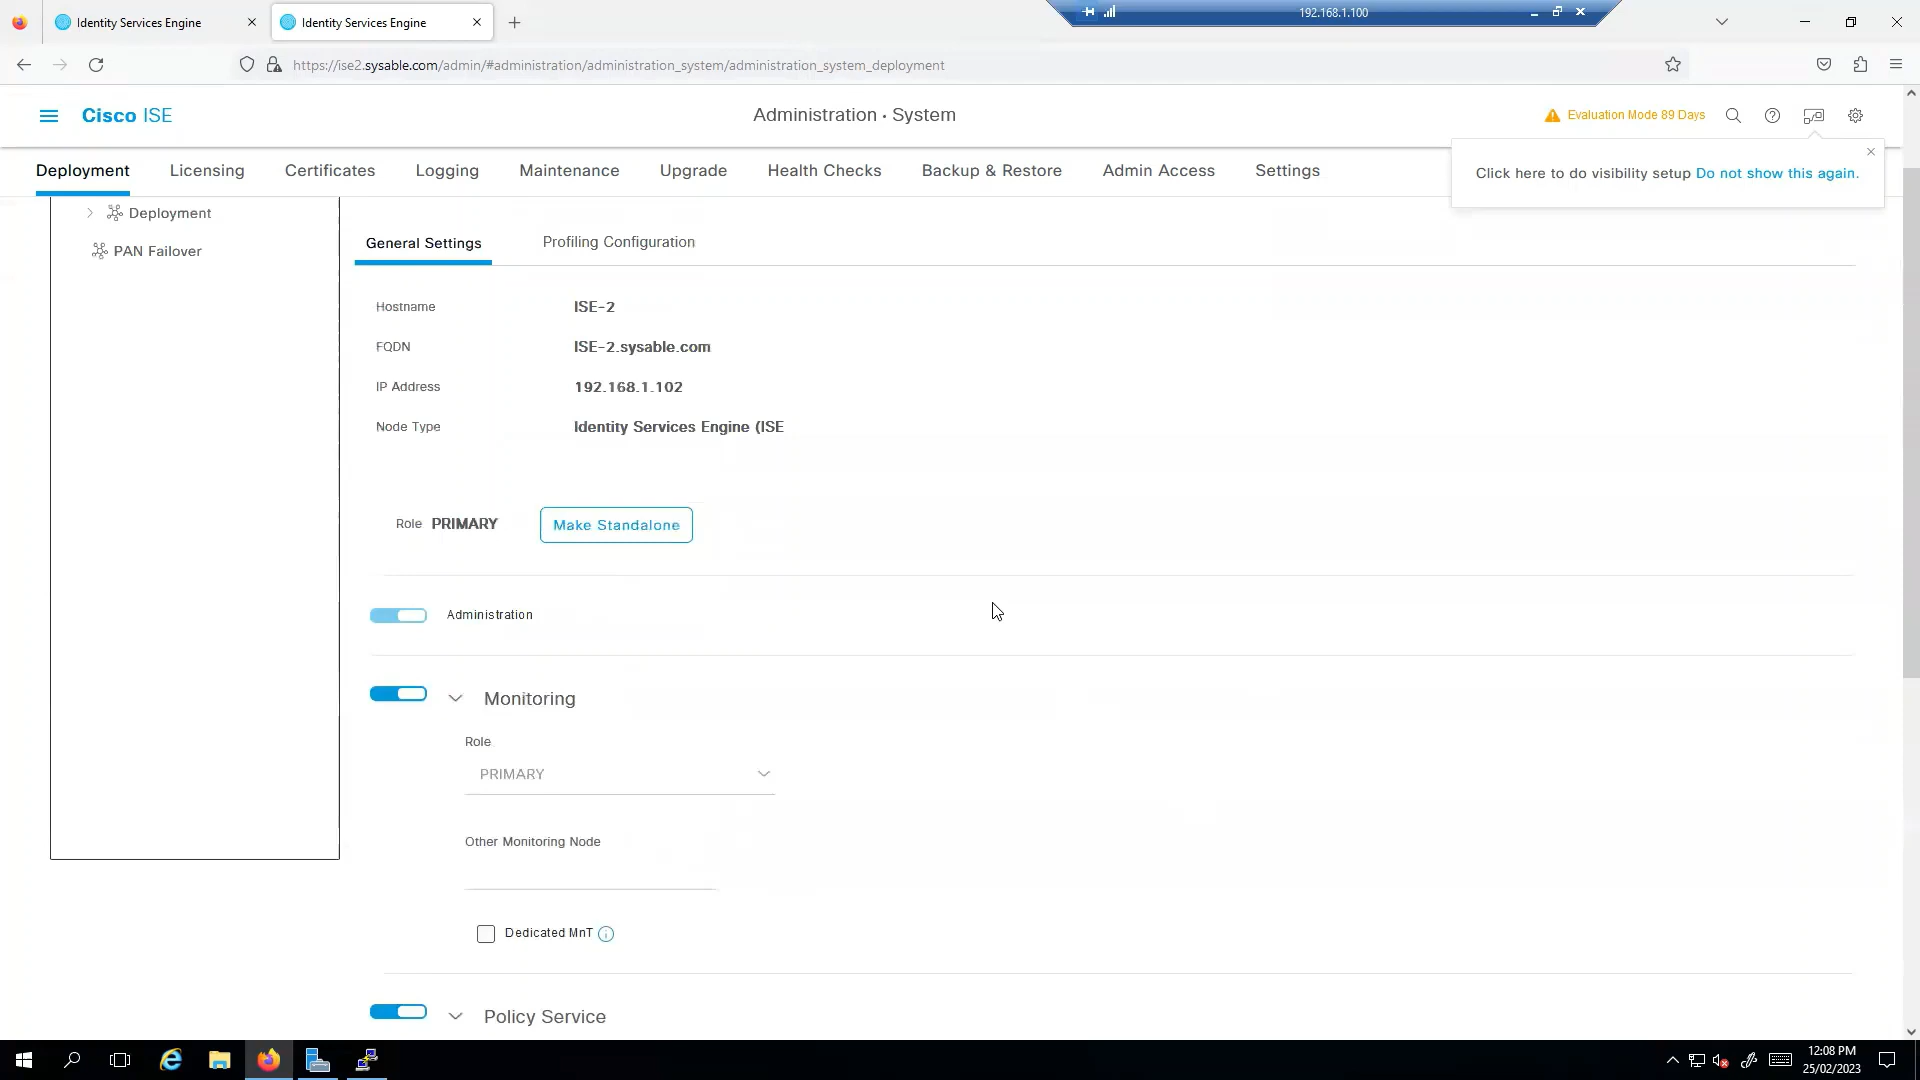 Identity Services Engine
Identity Services Engine
192.168.1.100
https://ise2.sysable.com/admin/#administration/administration_system/administration_system_deployment
Cisco ISE
Administration · System
Evaluation Mode 89 Days
Deployment
Licensing
Certificates
Logging
Maintenance
Upgrade
Health Checks
Backup & Restore
Admin Access
Settings
Click here to do visibility setup Do not show this again.
Deployment
PAN Failover
General Settings
Profiling Configuration
Hostname
ISE-2
FQDN
ISE-2.sysable.com
IP Address
192.168.1.102
Node Type
Identity Services Engine (ISE
Role PRIMARY
Make Standalone
Administration
Monitoring
Role
PRIMARY
Other Monitoring Node
Dedicated MnT
Policy Service
12:08 PM
25/02/2023